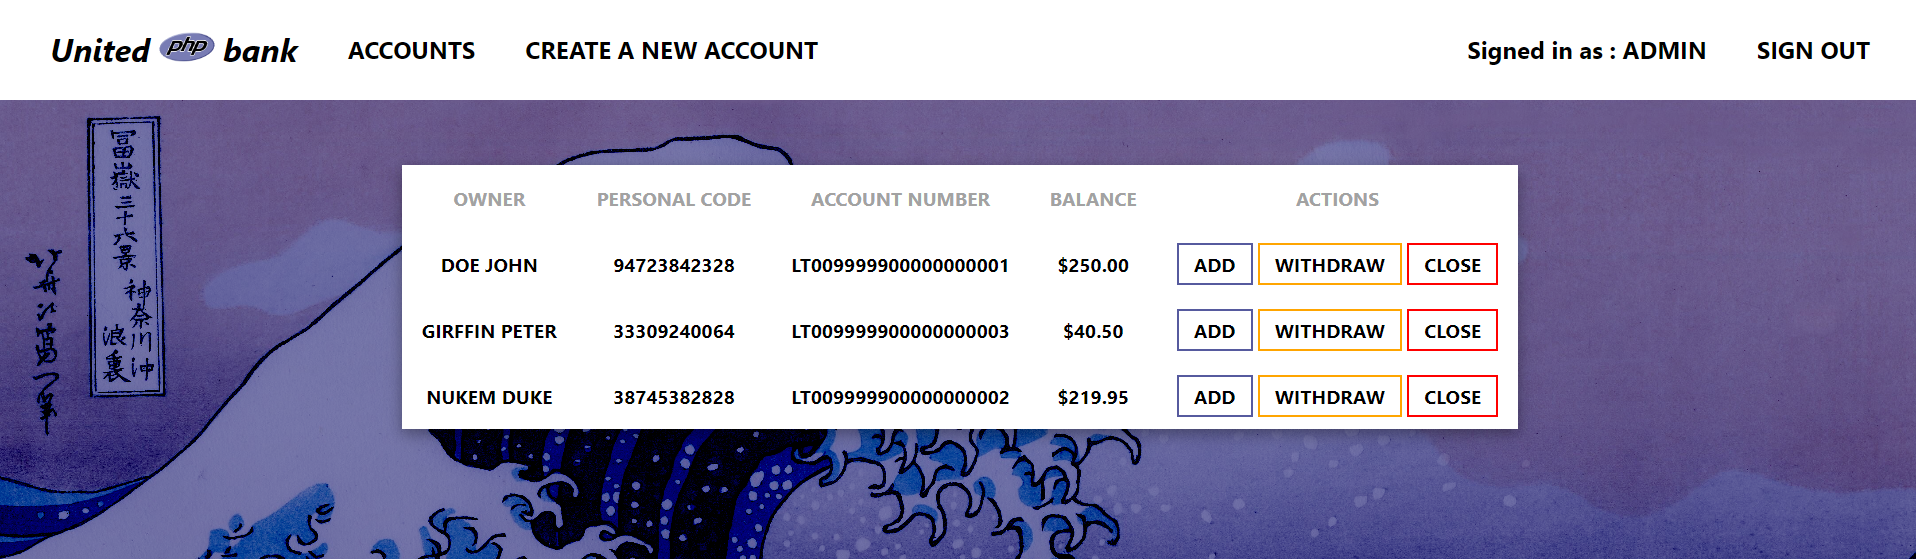 United php bank ACCOUNTS CREATE A NEW ACCOUNT Signed in as : ADMIN SIGN OUT
冨嶽三十六景
神奈川沖
浪裏
OWNER PERSONAL CODE ACCOUNT NUMBER BALANCE ACTIONS
DOE JOHN 94723842328 LT009999900000000001 $250.00 ADD WITHDRAW CLOSE
GIRFFIN PETER 33309240064 LT009999900000000003 $40.50 ADD WITHDRAW CLOSE
NUKEM DUKE 38745382828 LT009999900000000002 $219.95 ADD WITHDRAW CLOSE